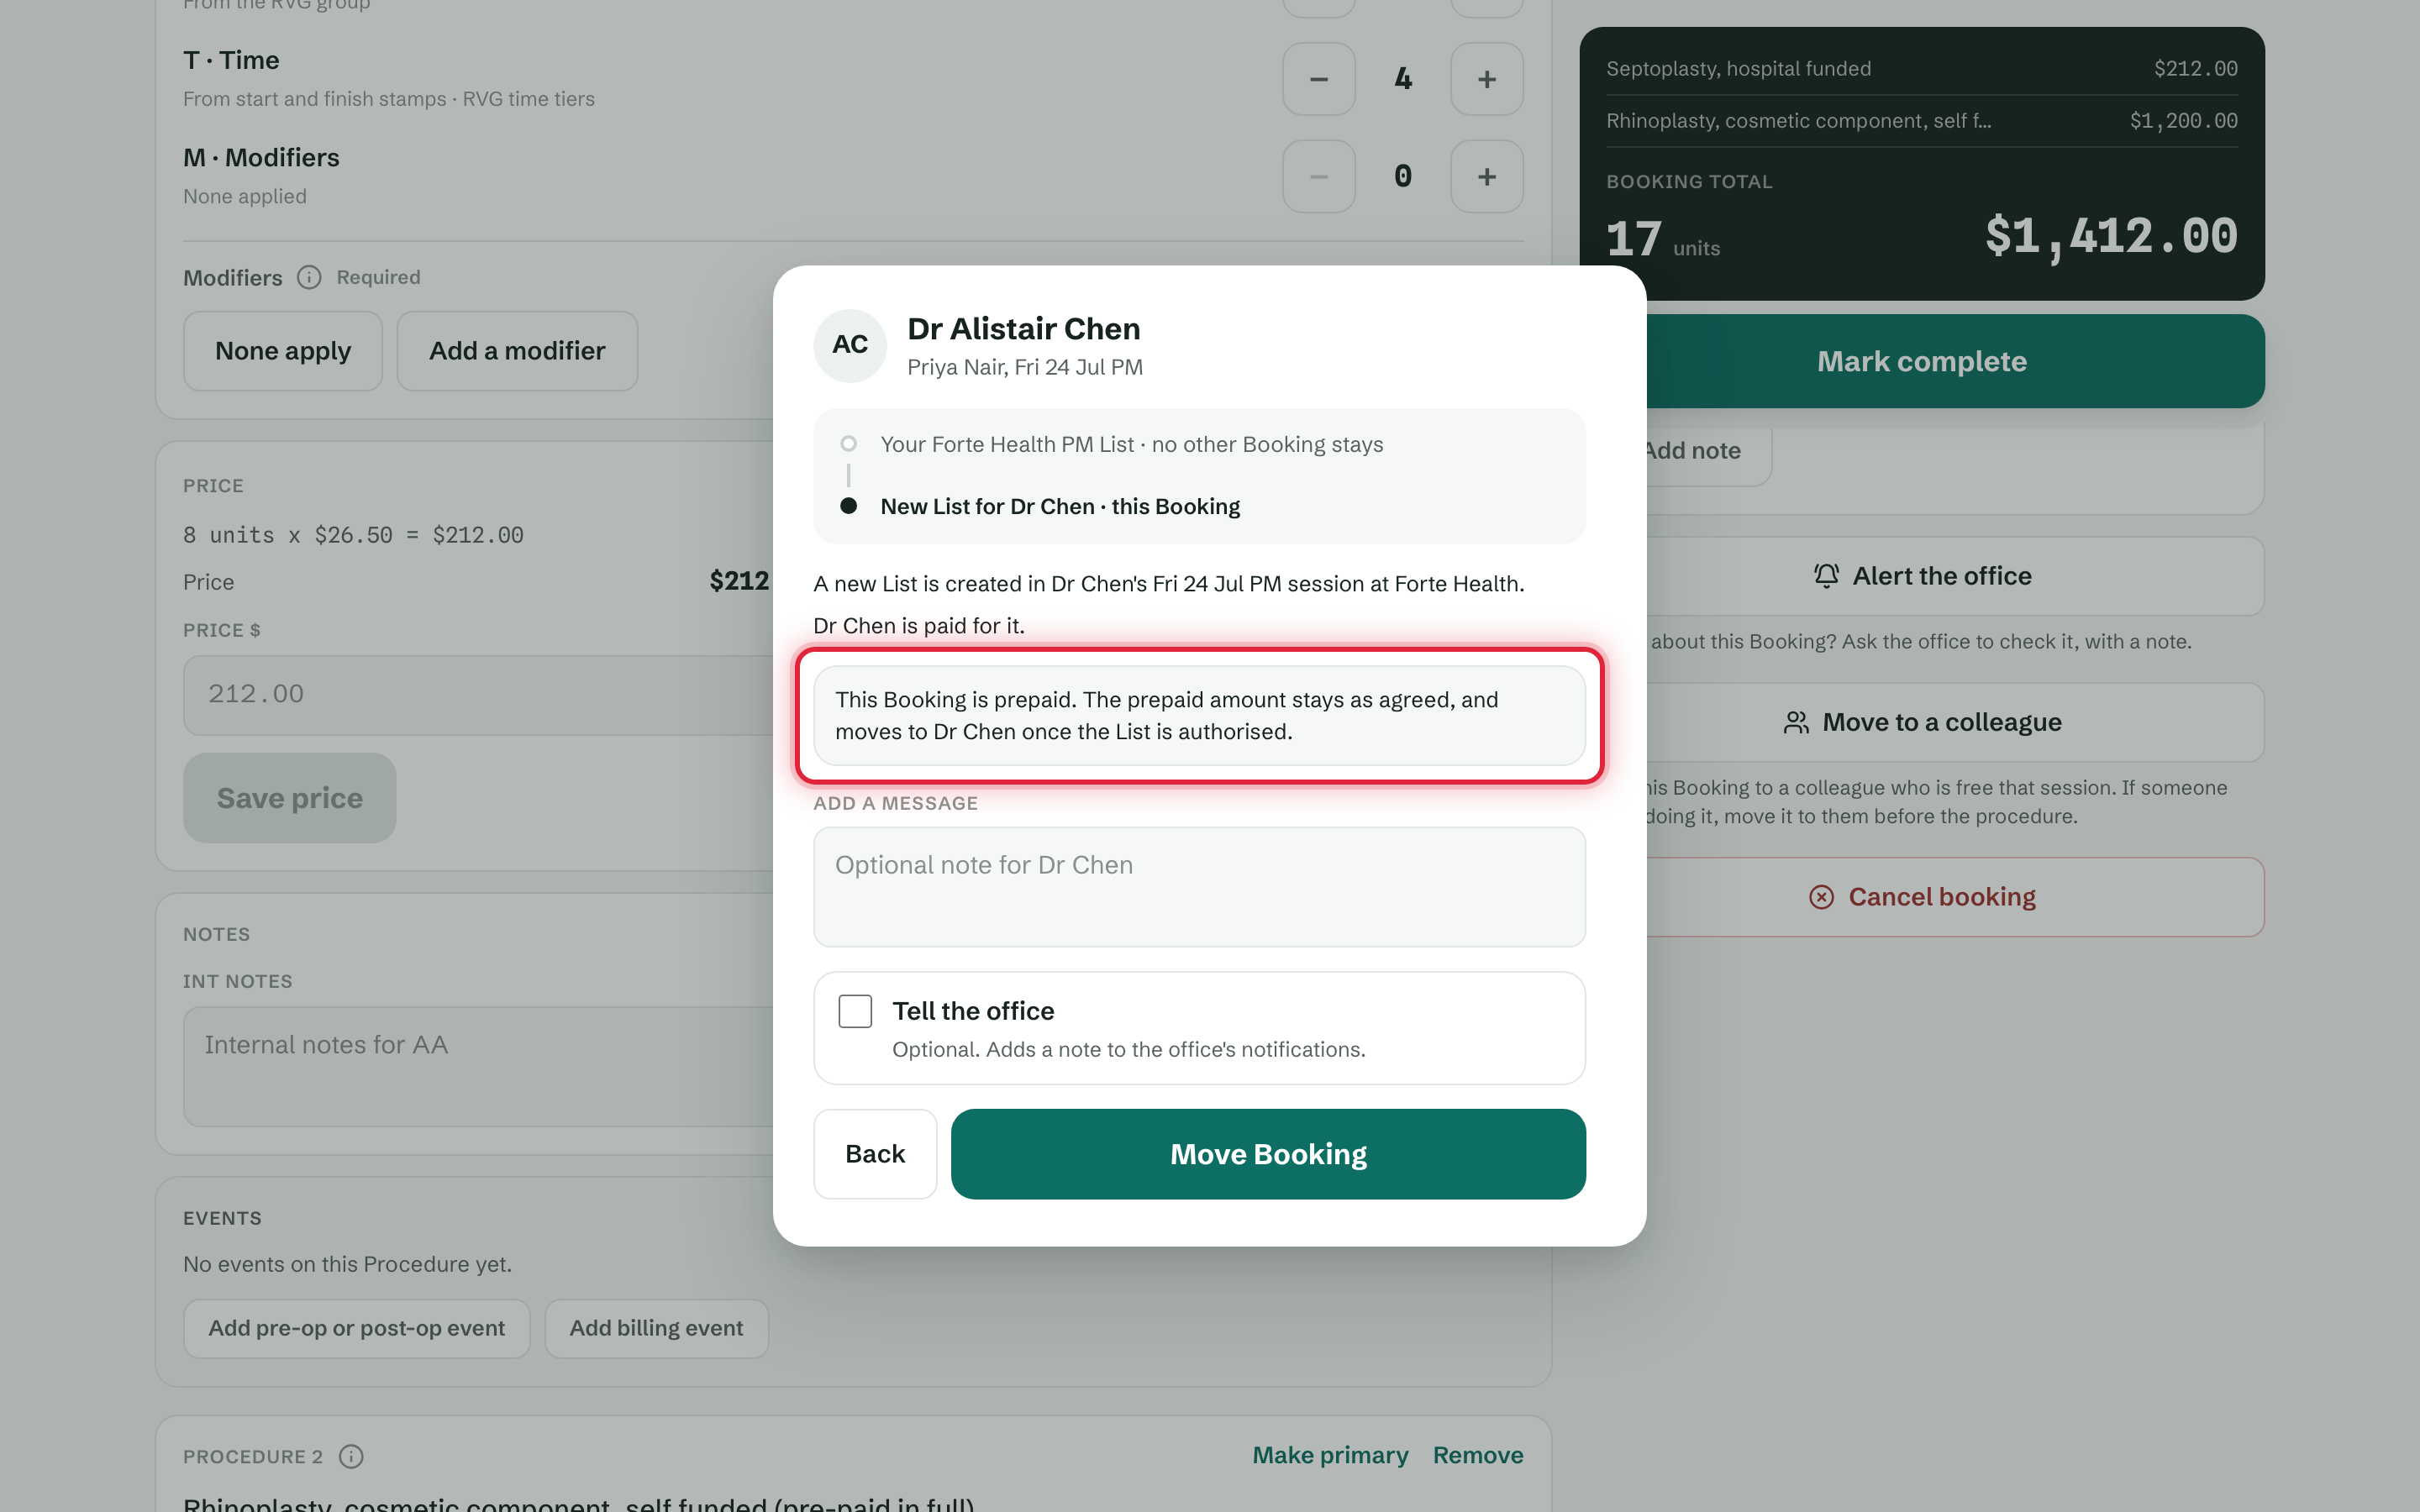 From the RVG group
T · Time
From start and finish stamps · RVG time tiers
− 4 +
M · Modifiers
None applied
− 0 +
Modifiers Required
None apply
Add a modifier
PRICE
8 units x $26.50 = $212.00
Price $212
PRICE $
212.00
Save price
NOTES
INT NOTES
Internal notes for AA
EVENTS
No events on this Procedure yet.
Add pre-op or post-op event
Add billing event
PROCEDURE 2
Make primary Remove
Rhinoplasty, cosmetic component, self funded (pre-paid in full)
AC
Dr Alistair Chen
Priya Nair, Fri 24 Jul PM
Your Forte Health PM List · no other Booking stays
New List for Dr Chen · this Booking
A new List is created in Dr Chen's Fri 24 Jul PM session at Forte Health.
Dr Chen is paid for it.
This Booking is prepaid. The prepaid amount stays as agreed, and
moves to Dr Chen once the List is authorised.
ADD A MESSAGE
Optional note for Dr Chen
Tell the office
Optional. Adds a note to the office's notifications.
Back
Move Booking
Septoplasty, hospital funded $212.00
Rhinoplasty, cosmetic component, self f... $1,200.00
BOOKING TOTAL
17 units $1,412.00
Mark complete
Add note
Alert the office
about this Booking? Ask the office to check it, with a note.
Move to a colleague
this Booking to a colleague who is free that session. If someone
doing it, move it to them before the procedure.
Cancel booking